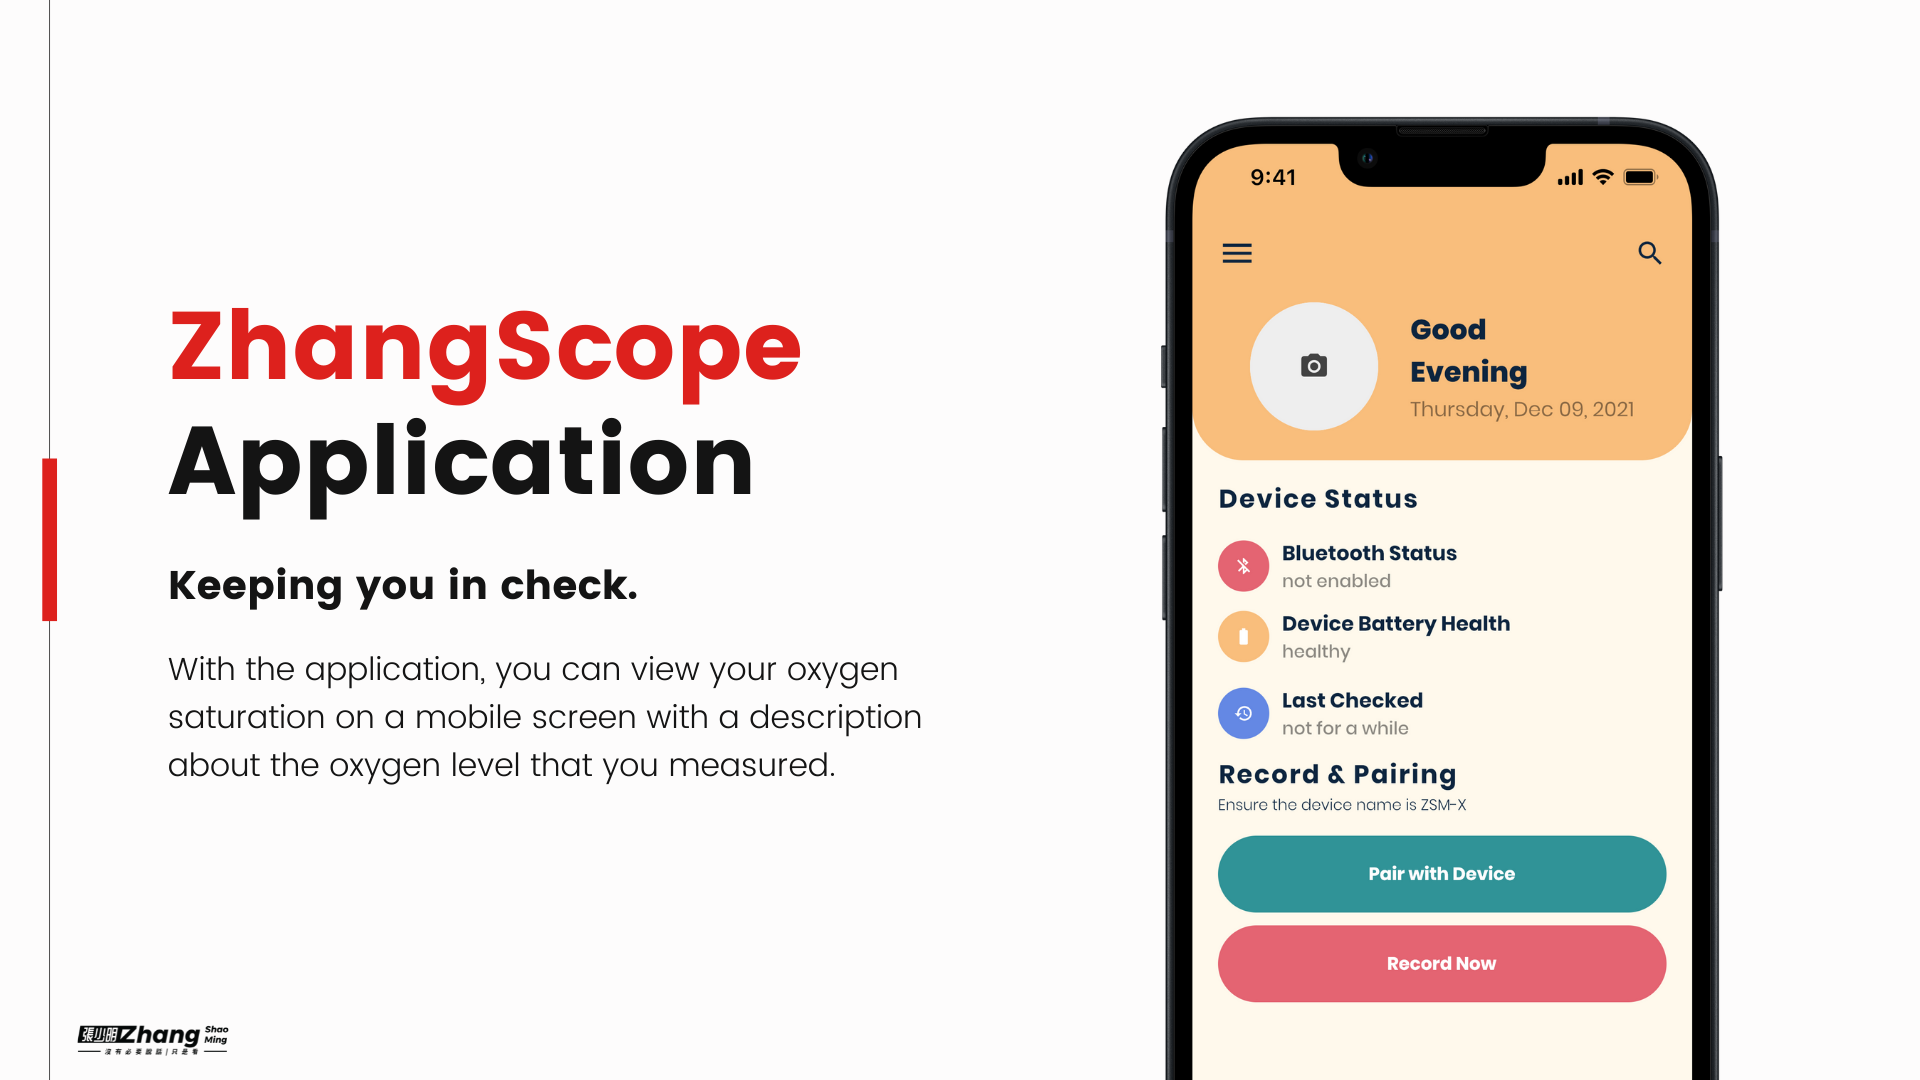 ZhangScope
Application
Keeping you in check.
With the application, you can view your oxygen
saturation on a mobile screen with a description
about the oxygen level that you measured.
張少明 Zhang Shao Ming
9:41
Good
Evening
Thursday, Dec 09, 2021
Device Status
Bluetooth Status
not enabled
Device Battery Health
healthy
Last Checked
not for a while
Record & Pairing
Ensure the device name is ZSM-X
Pair with Device
Record Now